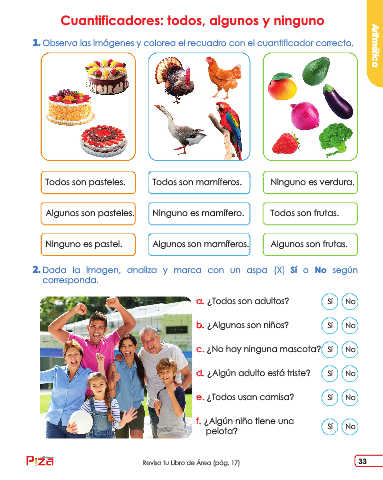 Cuantificadores: todos, algunos y ninguno
Aritmética
1. Observa las imágenes y colorea el recuadro con el cuantificador correcto.
Todos son pasteles.
Todos son mamíferos.
Ninguno es verdura.
Algunos son pasteles.
Ninguno es mamífero.
Todos son frutas.
Ninguno es pastel.
Algunos son mamíferos.
Algunos son frutas.
2. Dada la imagen, analiza y marca con un aspa (X) Sí o No según
corresponda.
a. ¿Todos son adultos? Sí No
b. ¿Algunos son niños? Sí No
c. ¿No hay ninguna mascota? Sí No
d. ¿Algún adulto está triste? Sí No
e. ¿Todos usan camisa? Sí No
f. ¿Algún niño tiene una
pelota? Sí No
Piza
Revisa tu Libro de Área (pág. 17)
33